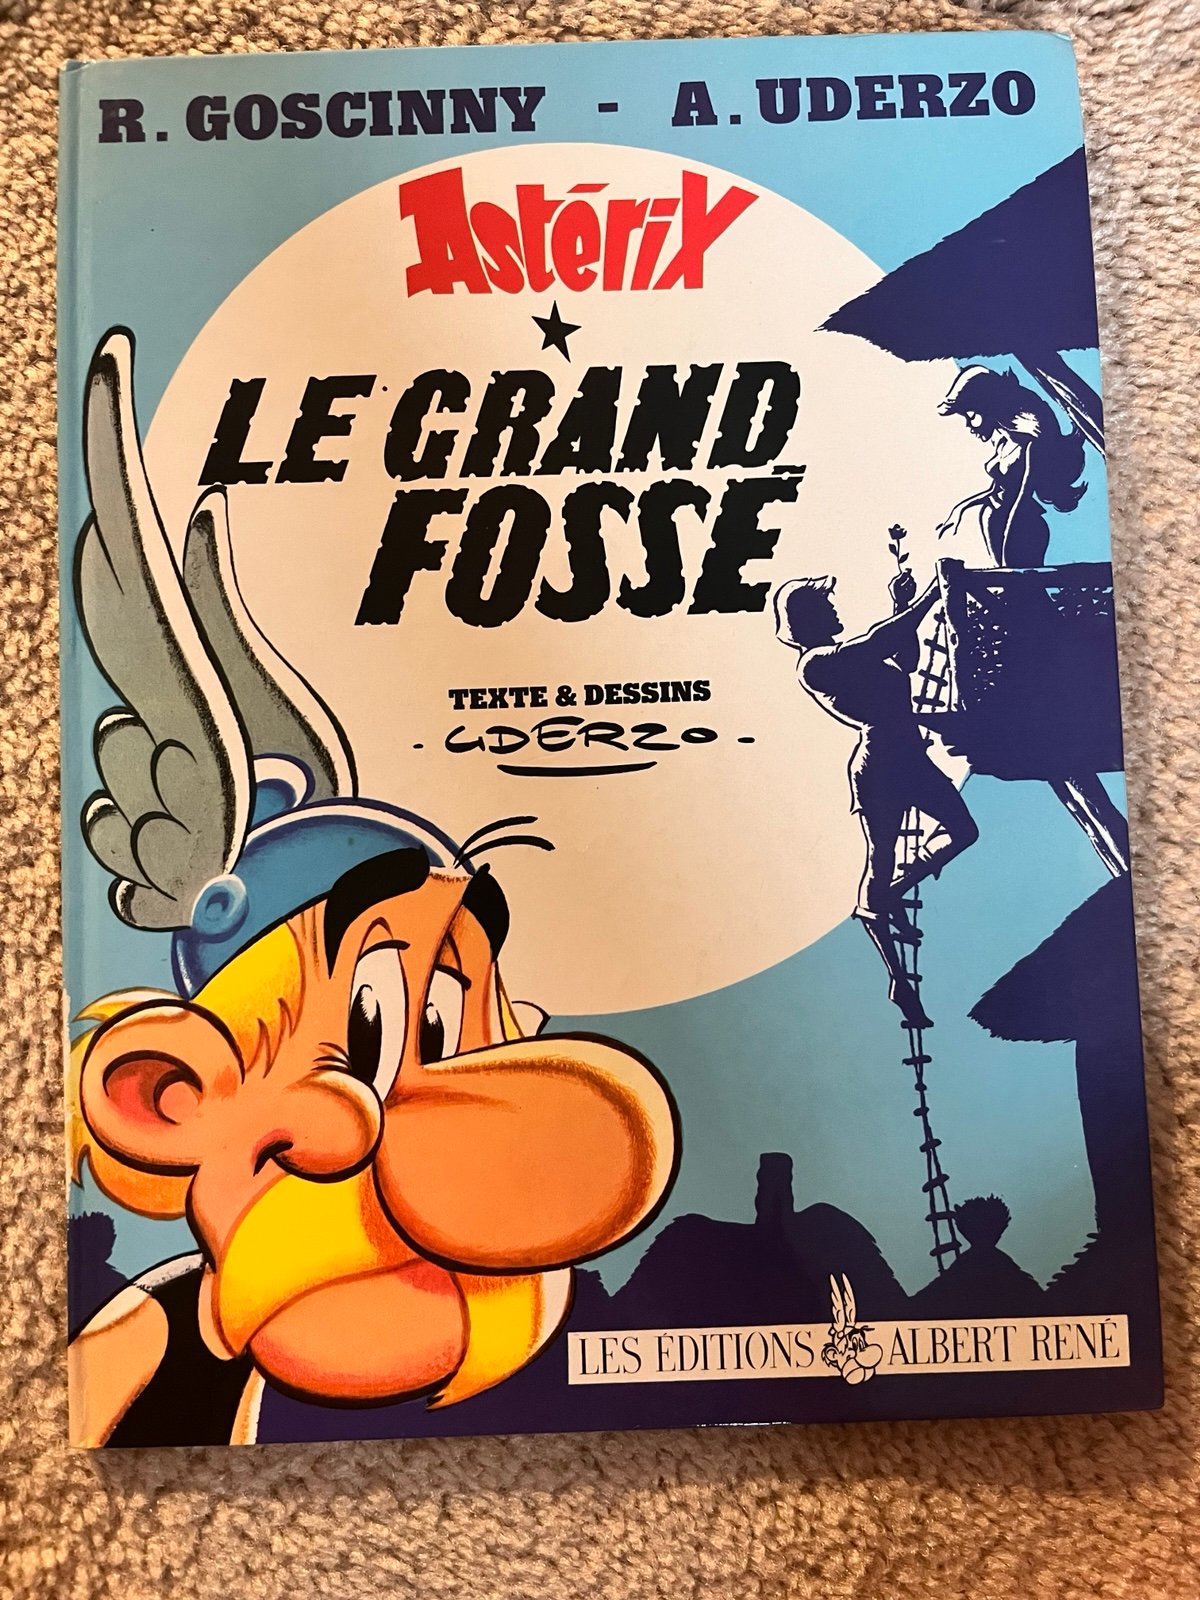 R. GOSCINNY - A. UDERZO
Astérix
LE GRAND
FOSSÉ
TEXTE & DESSINS
- UDERZO -
LES ÉDITIONS ALBERT RENÉ